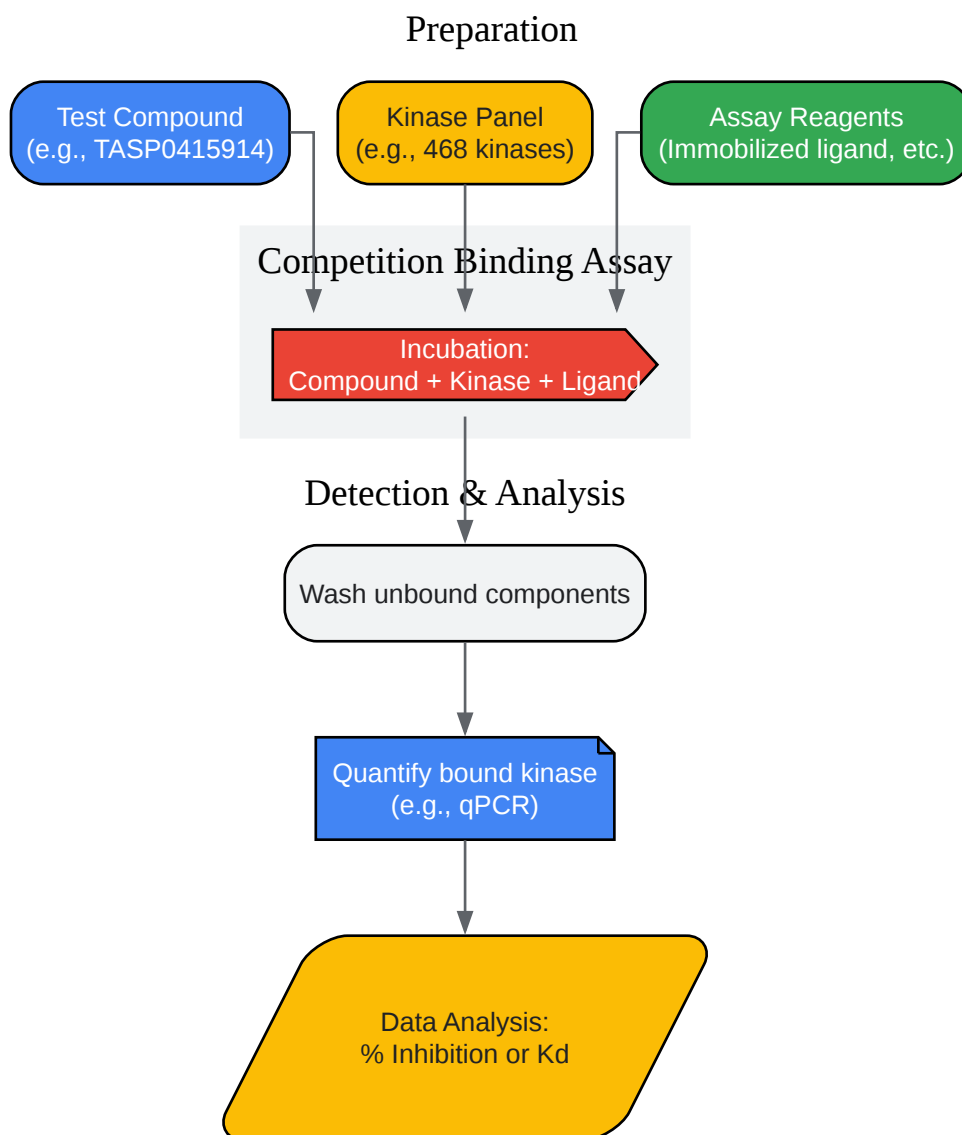 Preparation
Test Compound
(e.g., TASP0415914)
Kinase Panel
(e.g., 468 kinases)
Assay Reagents
(Immobilized ligand, etc.)
Competition Binding Assay
Incubation:
Compound + Kinase + Ligand
Detection & Analysis
Wash unbound components
Quantify bound kinase
(e.g., qPCR)
Data Analysis:
% Inhibition or Kd